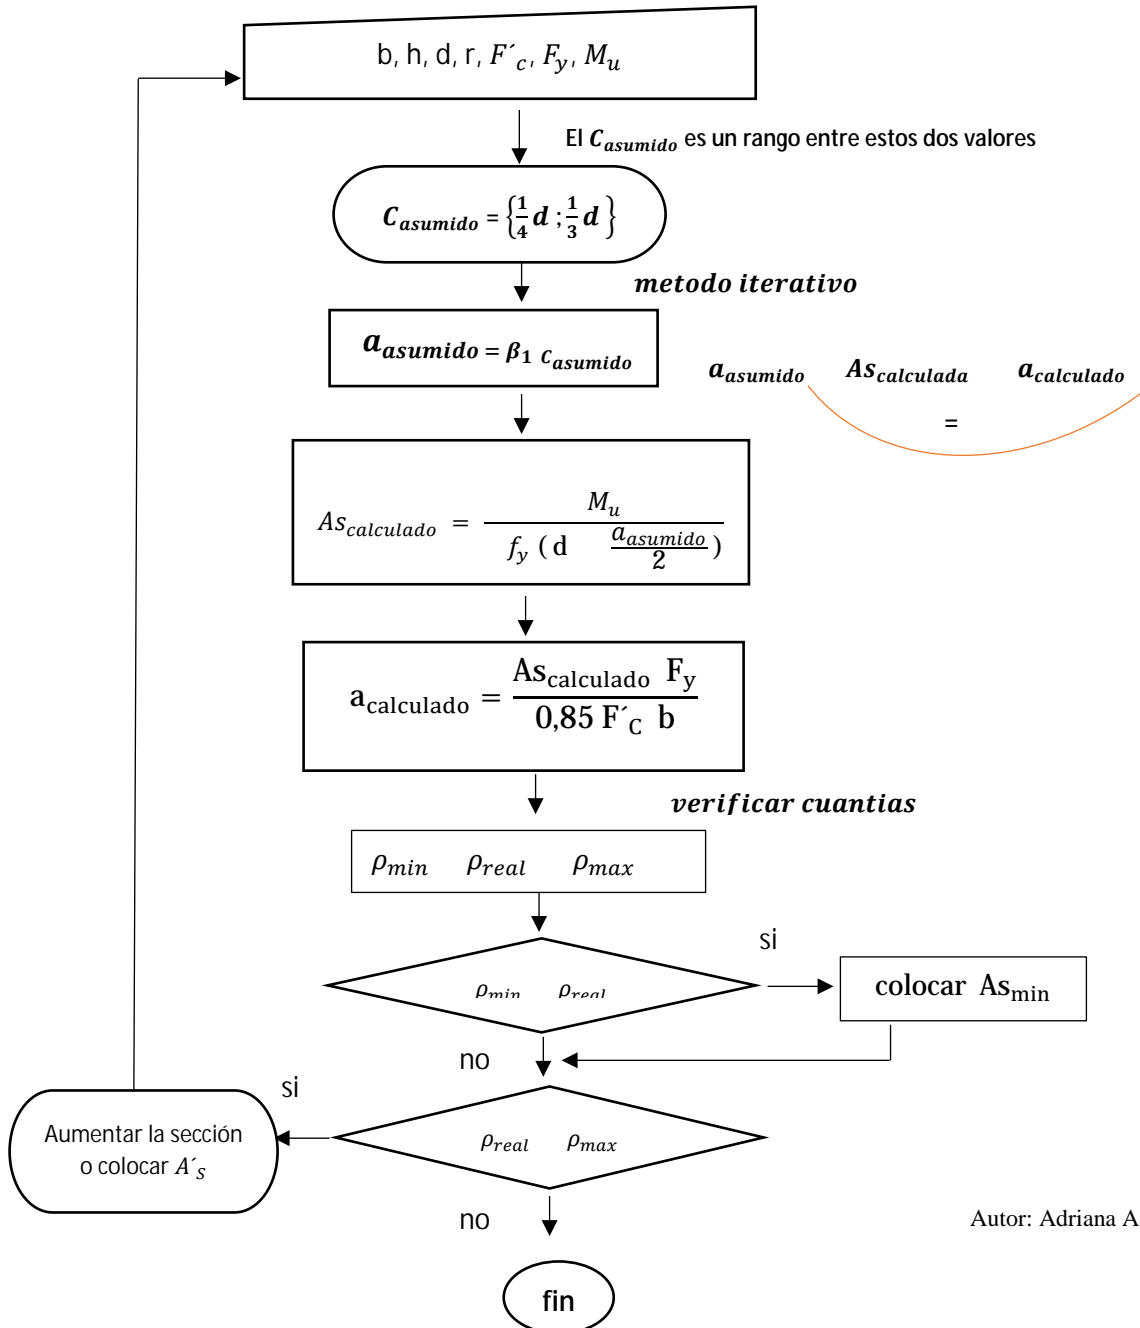 b, h, d, r, F´c, Fy, Mu
El Casumido es un rango entre estos dos valores
Casumido = {1/4 d ; 1/3 d }
metodo iterativo
aasumido = β1 Casumido
aasumido Ascalculada acalculado
=
Ascalculado = Mu / fy ( d aasumido/2 )
acalculado = Ascalculado Fy / 0,85 F´C b
verificar cuantias
ρmin ρreal ρmax
si
ρmin ρreal
colocar Asmin
no
si
Aumentar la sección
o colocar A´s
ρreal ρmax
no
Autor: Adriana A
fin